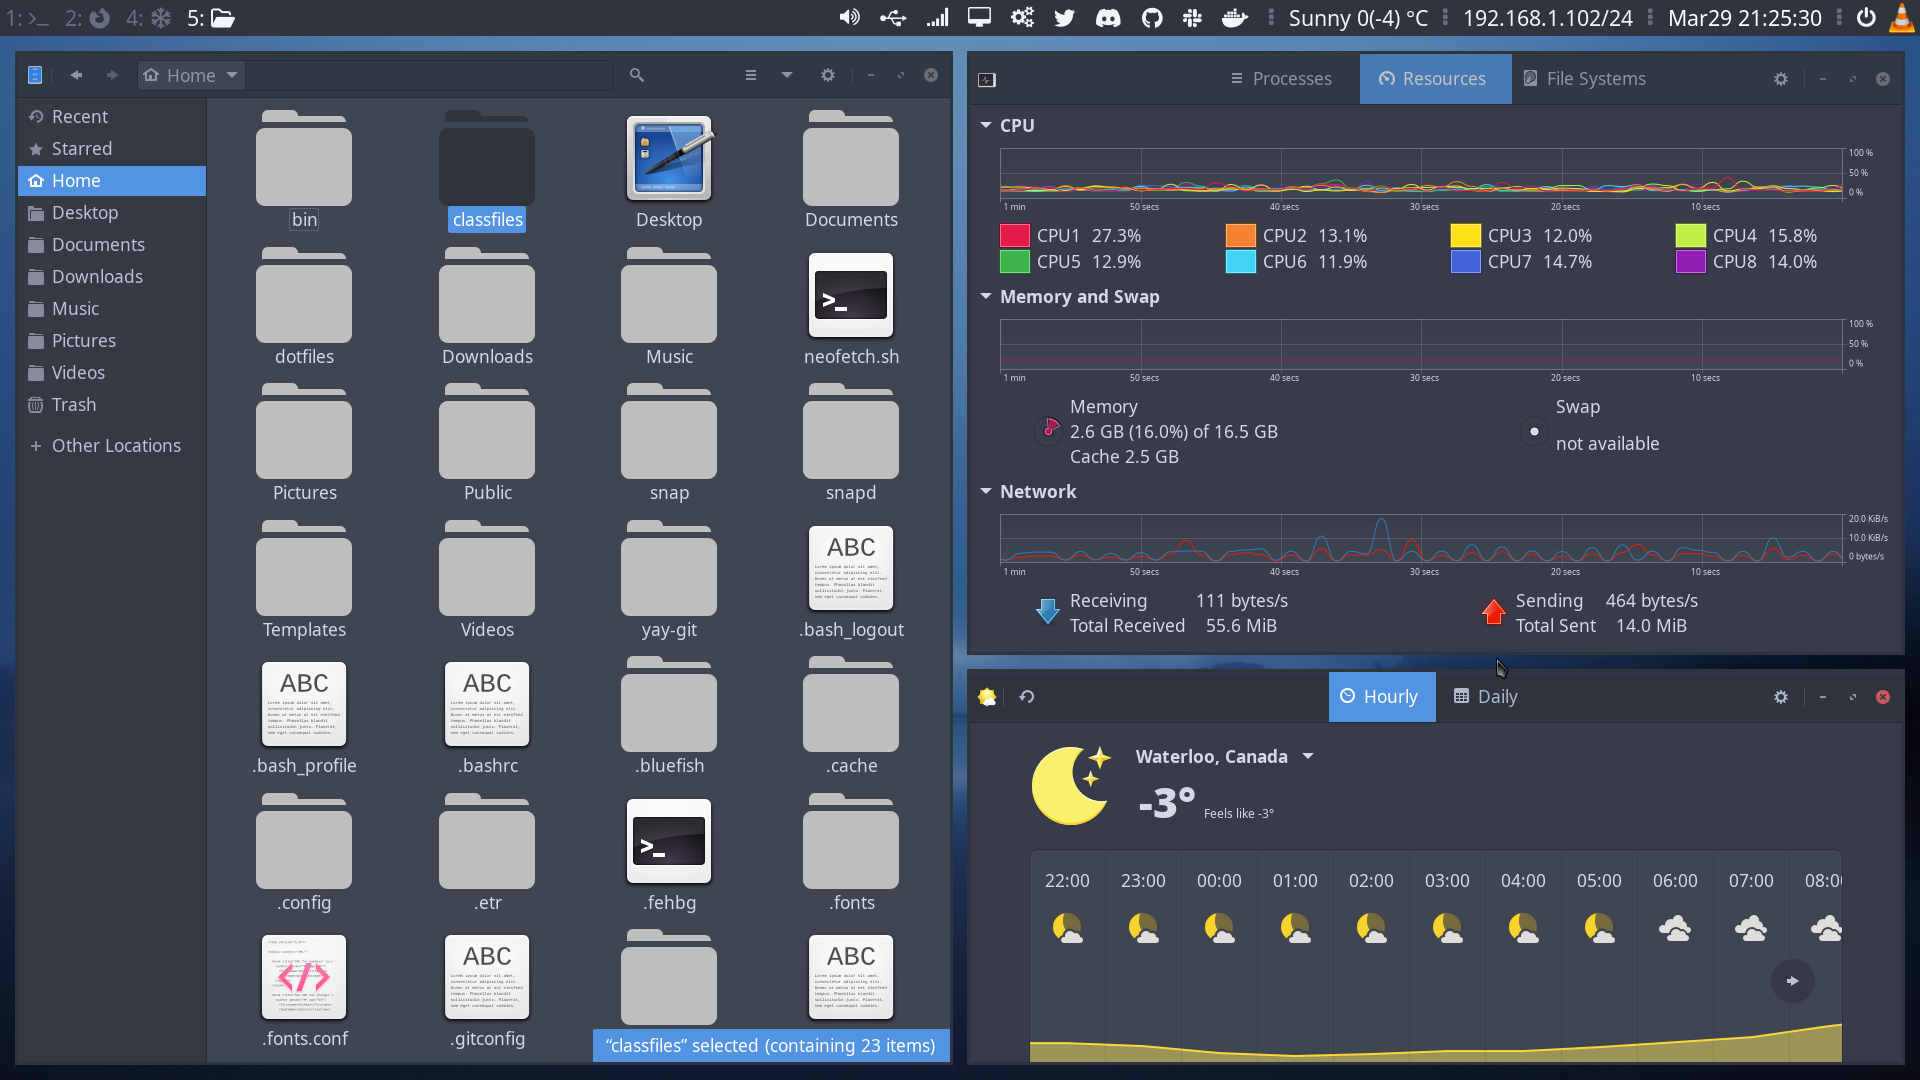 1: 2: 4: 5:
Sunny 0(-4) °C 192.168.1.102/24 Mar29 21:25:30
Home
Recent
Starred
Home
Desktop
Documents
Downloads
Music
Pictures
Videos
Trash
Other Locations
bin classfiles Desktop Documents
dotfiles Downloads Music neofetch.sh
Pictures Public snap snapd
ABC
Templates Videos yay-git .bash_logout
ABC ABC
.bash_profile .bashrc .bluefish .cache
.config .etr .fehbg .fonts
ABC ABC
.fonts.conf .gitconfig
“classfiles” selected (containing 23 items)
Processes Resources File Systems
CPU
100 %
50 %
0 %
1 min 50 secs 40 secs 30 secs 20 secs 10 secs
CPU1 27.3% CPU2 13.1% CPU3 12.0% CPU4 15.8%
CPU5 12.9% CPU6 11.9% CPU7 14.7% CPU8 14.0%
Memory and Swap
100 %
50 %
0 %
1 min 50 secs 40 secs 30 secs 20 secs 10 secs
Memory
2.6 GB (16.0%) of 16.5 GB
Cache 2.5 GB
Swap
not available
Network
20.0 KiB/s
10.0 KiB/s
0 bytes/s
1 min 50 secs 40 secs 30 secs 20 secs 10 secs
Receiving 111 bytes/s
Total Received 55.6 MiB
Sending 464 bytes/s
Total Sent 14.0 MiB
Hourly Daily
Waterloo, Canada
-3°
Feels like -3°
22:00 23:00 00:00 01:00 02:00 03:00 04:00 05:00 06:00 07:00 08:00